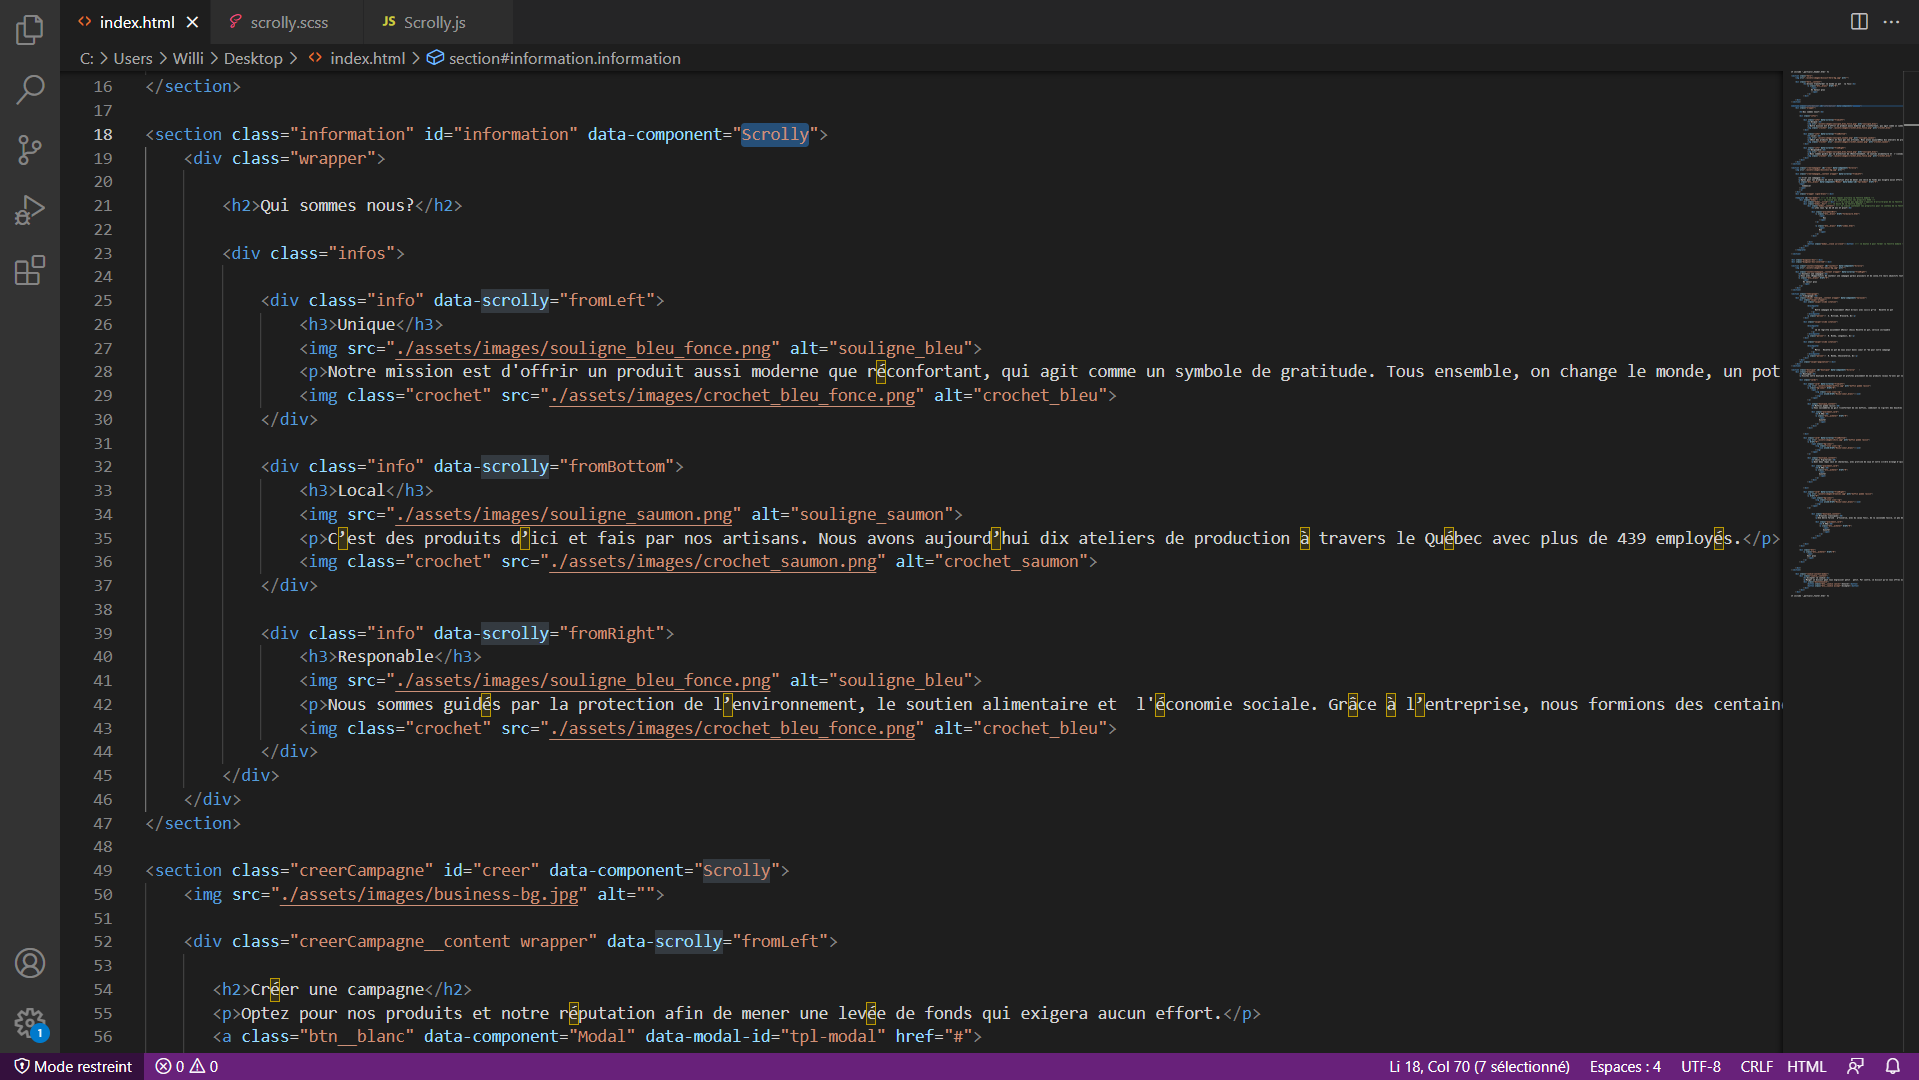 index.html
scrolly.scss
JS Scrolly.js
C: > Users > Willi > Desktop > index.html > section#information.information
16 </section>
17
18 <section class="information" id="information" data-component="Scrolly">
19 <div class="wrapper">
20
21 <h2>Qui sommes nous?</h2>
22
23 <div class="infos">
24
25 <div class="info" data-scrolly="fromLeft">
26 <h3>Unique</h3>
27 <img src="./assets/images/souligne_bleu_fonce.png" alt="souligne_bleu">
28 <p>Notre mission est d'offrir un produit aussi moderne que réconfortant, qui agit comme un symbole de gratitude. Tous ensemble, on change le monde, un pot
29 <img class="crochet" src="./assets/images/crochet_bleu_fonce.png" alt="crochet_bleu">
30 </div>
31
32 <div class="info" data-scrolly="fromBottom">
33 <h3>Local</h3>
34 <img src="./assets/images/souligne_saumon.png" alt="souligne_saumon">
35 <p>C’est des produits d’ici et fais par nos artisans. Nous avons aujourd’hui dix ateliers de production à travers le Québec avec plus de 439 employés.</p>
36 <img class="crochet" src="./assets/images/crochet_saumon.png" alt="crochet_saumon">
37 </div>
38
39 <div class="info" data-scrolly="fromRight">
40 <h3>Responable</h3>
41 <img src="./assets/images/souligne_bleu_fonce.png" alt="souligne_bleu">
42 <p>Nous sommes guidés par la protection de l’environnement, le soutien alimentaire et  l'économie sociale. Grâce à l’entreprise, nous formions des centain
43 <img class="crochet" src="./assets/images/crochet_bleu_fonce.png" alt="crochet_bleu">
44 </div>
45 </div>
46 </div>
47 </section>
48
49 <section class="creerCampagne" id="creer" data-component="Scrolly">
50 <img src="./assets/images/business-bg.jpg" alt="">
51
52 <div class="creerCampagne__content wrapper" data-scrolly="fromLeft">
53
54 <h2>Créer une campagne</h2>
55 <p>Optez pour nos produits et notre réputation afin de mener une levée de fonds qui exigera aucun effort.</p>
56 <a class="btn__blanc" data-component="Modal" data-modal-id="tpl-modal" href="#">
1
Mode restreint 0 0 Li 18, Col 70 (7 sélectionné) Espaces : 4 UTF-8 CRLF HTML